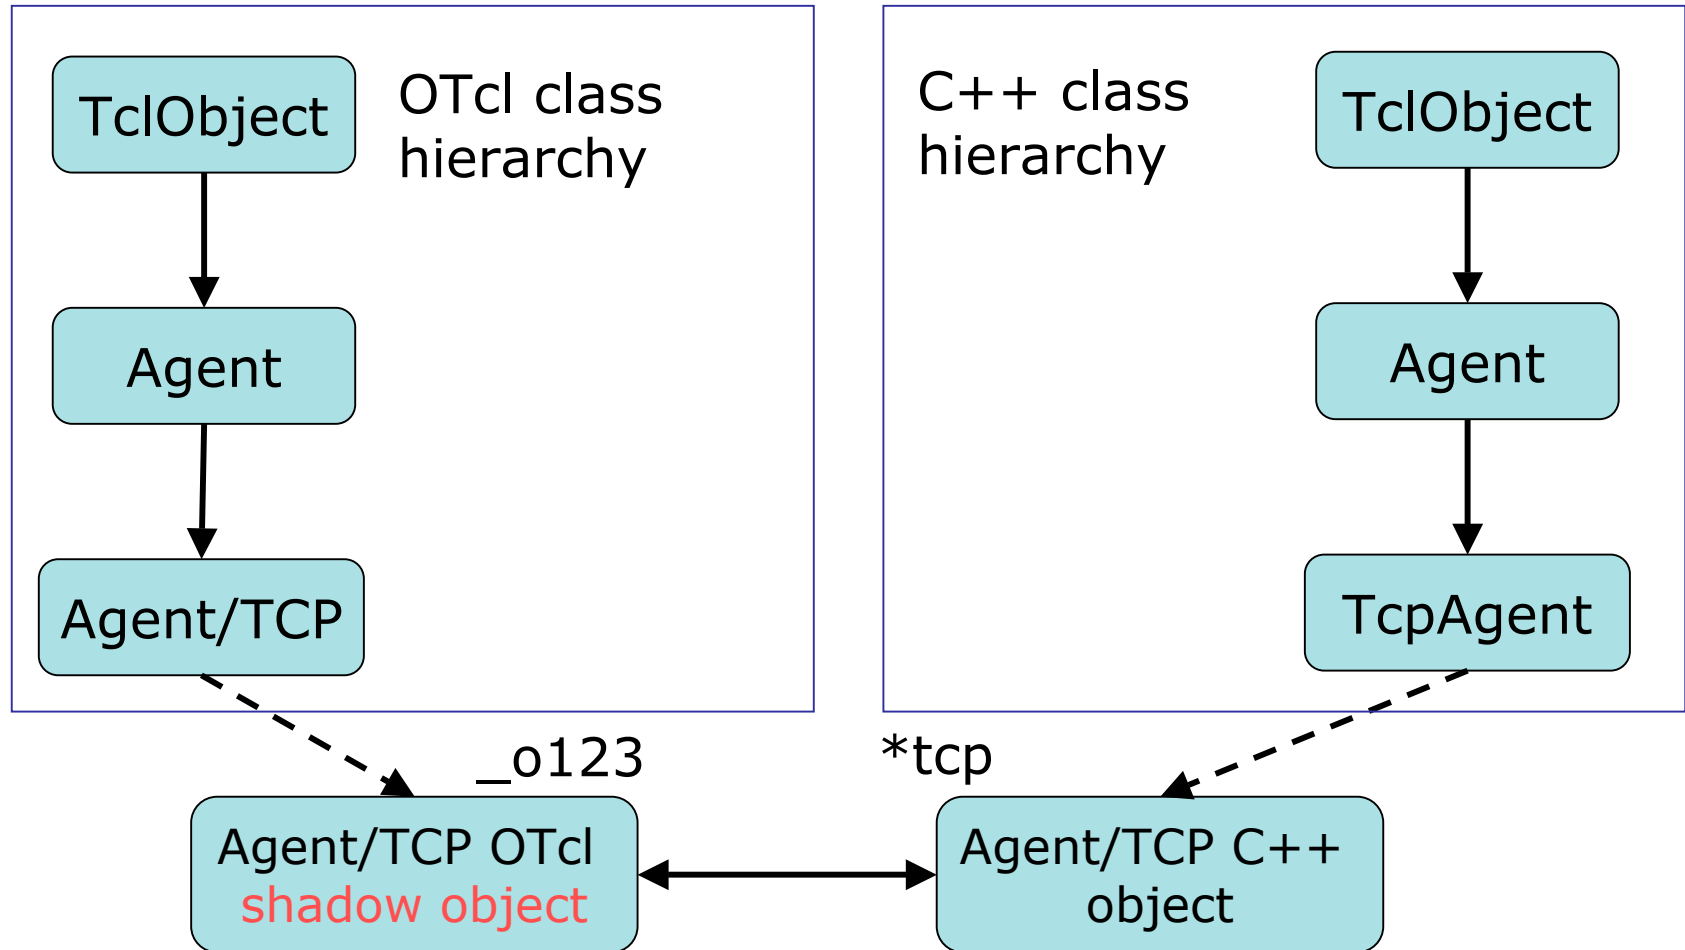 TclObject
OTcl class
hierarchy
Agent
Agent/TCP
C++ class
hierarchy
TclObject
Agent
TcpAgent
_o123
*tcp
Agent/TCP OTcl
shadow object
Agent/TCP C++
object